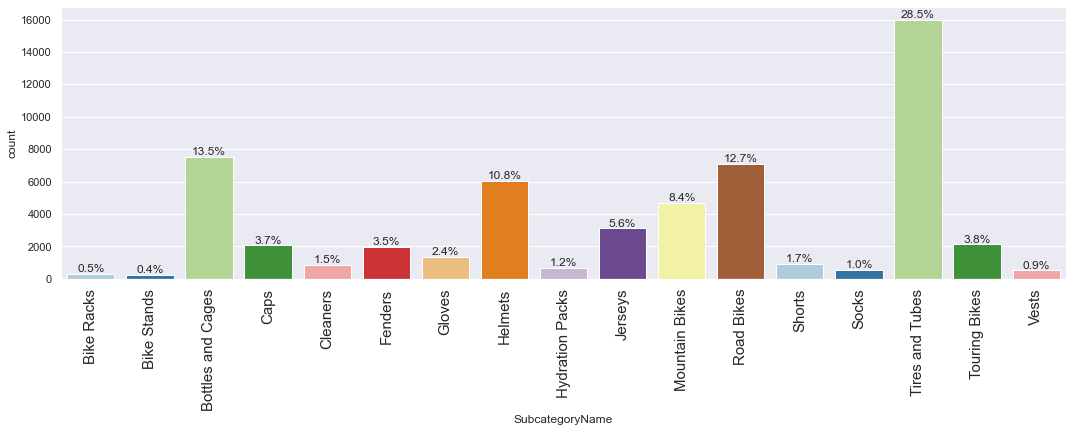 28.5%
16000
14000
12000
10000
8000
6000
4000
2000
0
count
0.5%
0.4%
13.5%
3.7%
1.5%
3.5%
2.4%
10.8%
1.2%
5.6%
8.4%
12.7%
1.7%
1.0%
3.8%
0.9%
Bike Racks
Bike Stands
Bottles and Cages
Caps
Cleaners
Fenders
Gloves
Helmets
Hydration Packs
Jerseys
Mountain Bikes
Road Bikes
Shorts
Socks
Tires and Tubes
Touring Bikes
Vests
SubcategoryName